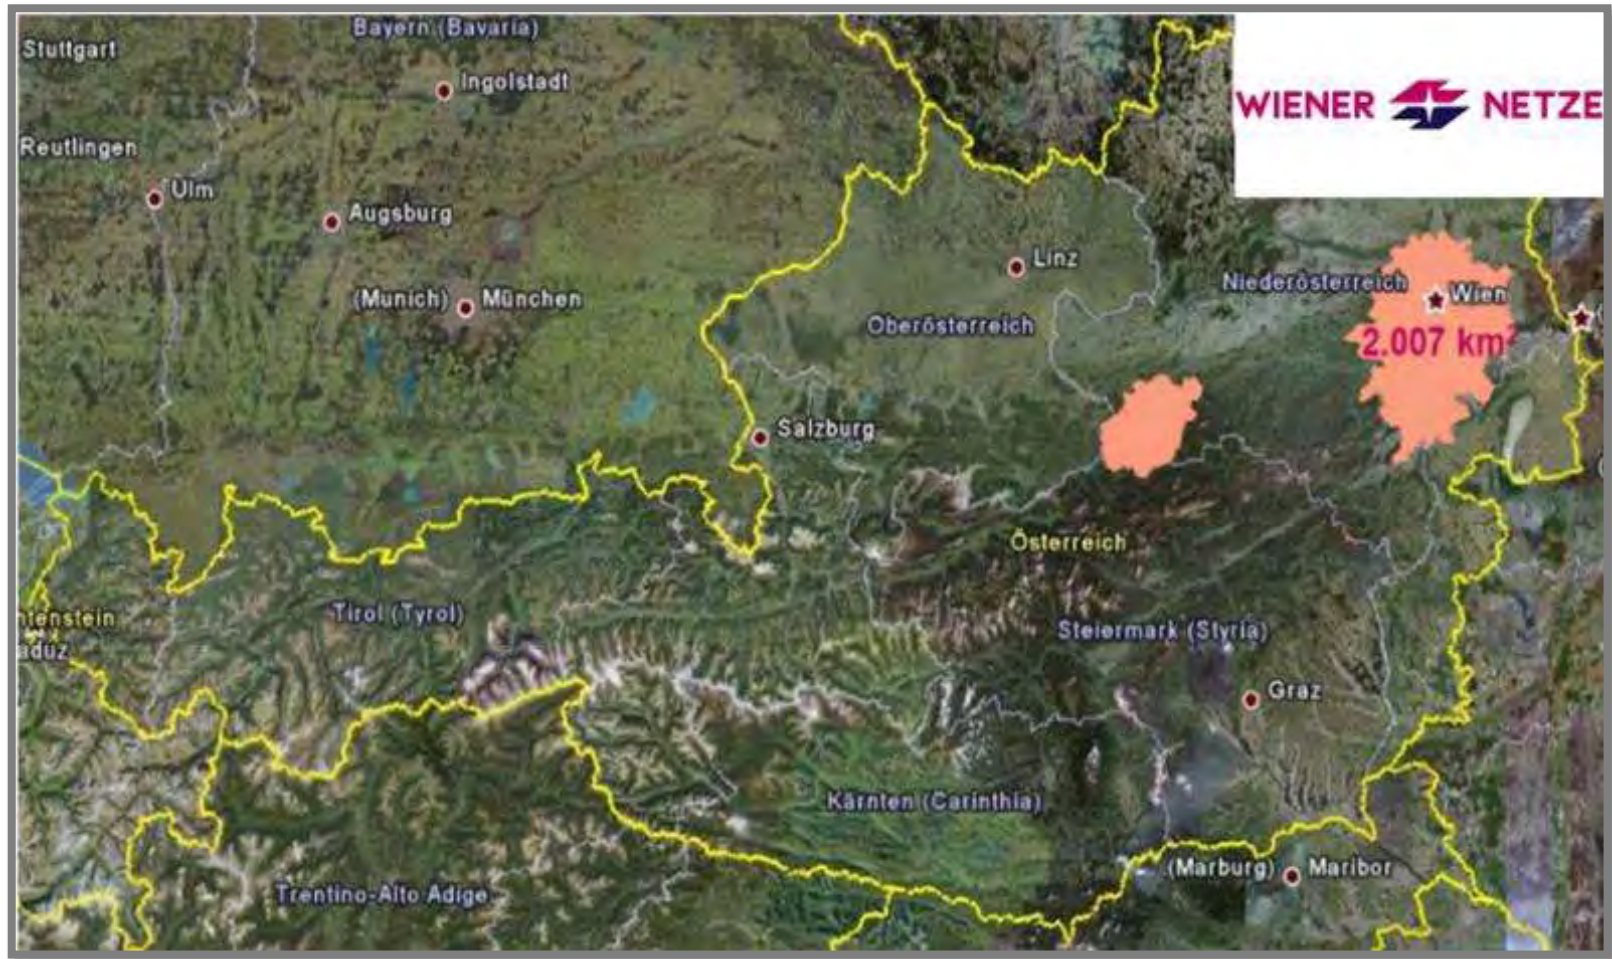 Bayern (Bavaria)
Stuttgart
Ingolstadt
WIENER NETZE
Reutlingen
Ulm
Augsburg
Linz
Niederösterreich
Wien
(Munich) München
Oberösterreich
2.007 km²
Salzburg
Österreich
ntenstein
aduz
Tirol (Tyrol)
Steiermark (Styria)
Graz
Kärnten (Carinthia)
(Marburg) Maribor
Trentino-Alto Adige